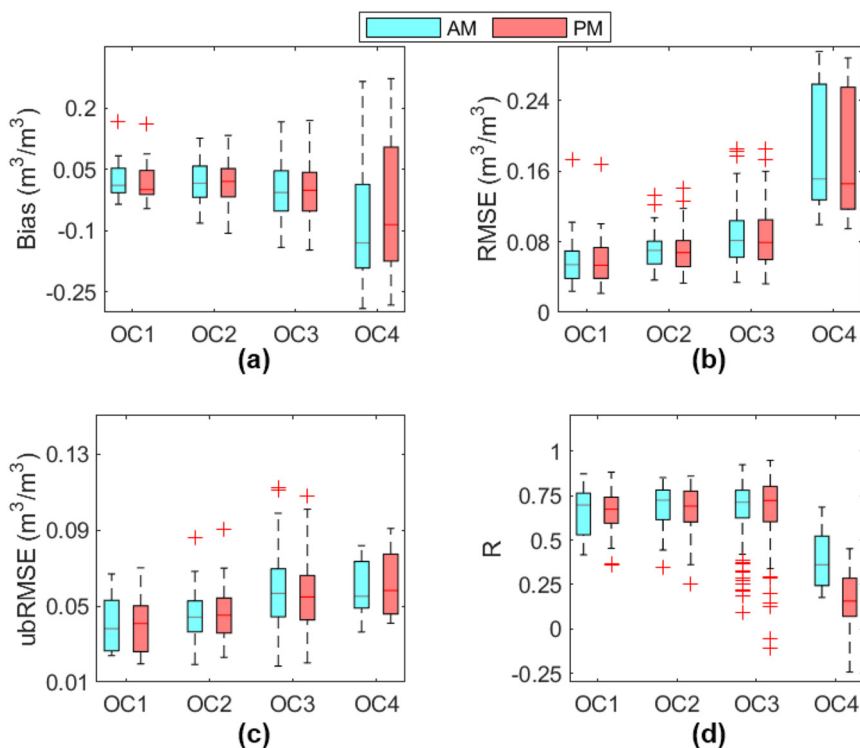 AM PM
Bias (m³/m³)
0.2
0.05
-0.1
-0.25
OC1 OC2 OC3 OC4
(a)
RMSE (m³/m³)
0.24
0.16
0.08
0
OC1 OC2 OC3 OC4
(b)
ubRMSE (m³/m³)
0.13
0.09
0.05
0.01
OC1 OC2 OC3 OC4
(c)
R
1
0.75
0.5
0.25
0
-0.25
OC1 OC2 OC3 OC4
(d)